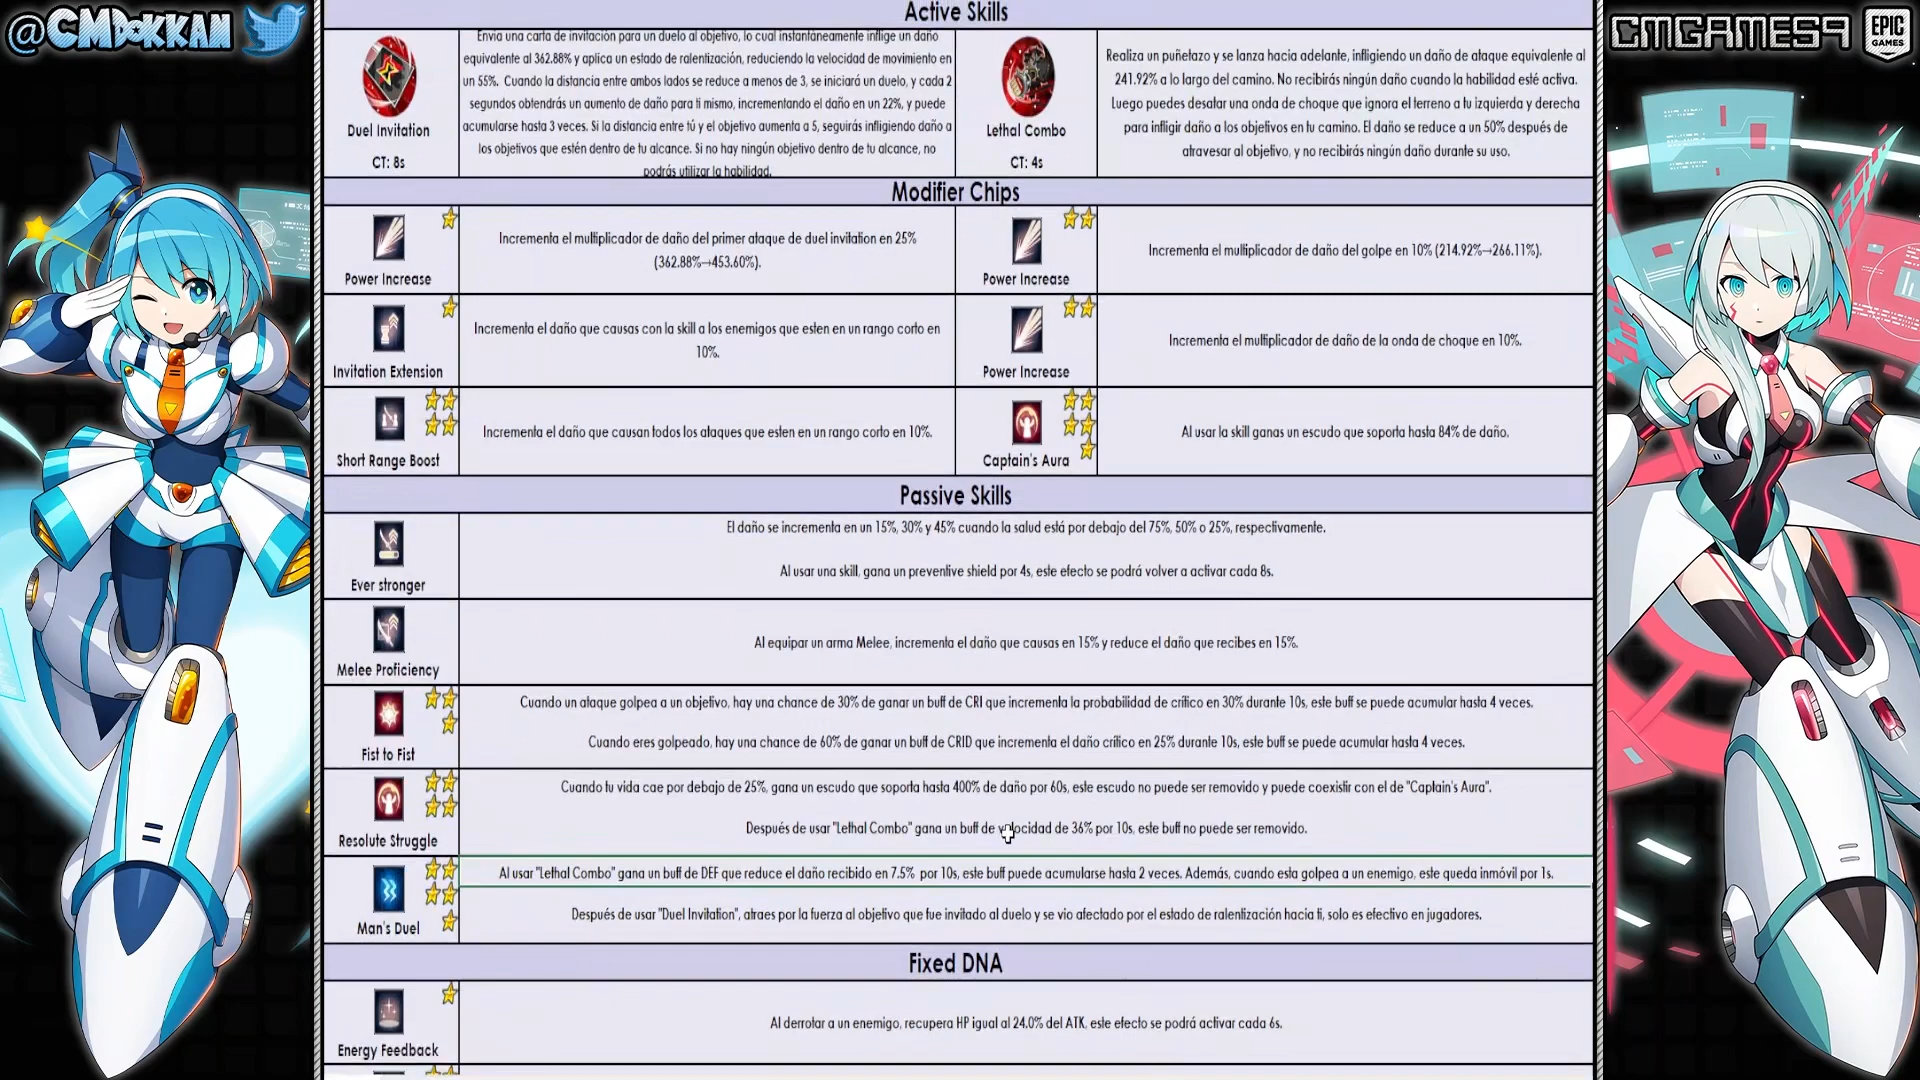 @CMDOKKAN
CMGAMES9
EPIC
GAMES
Active Skills
Envia una carta de invitación para un duelo al objetivo, lo cual instantáneamente inflige un daño
equivalente al 362.88% y aplica un estado de ralentización, reduciendo la velocidad de movimiento en
un 55%. Cuando la distancia entre ambos lados se reduce a menos de 3, se iniciará un duelo, y cada 2
segundos obtendrás un aumento de daño para ti mismo, incrementando el daño en un 22%, y puede
acumularse hasta 3 veces. Si la distancia entre tú y el objetivo aumenta a 5, seguirás infligiendo daño a
los objetivos que estén dentro de tu alcance. Si no hay ningún objetivo dentro de tu alcance, no
podrás utilizar la habilidad.
Duel Invitation
CT: 8s
Lethal Combo
CT: 4s
Realiza un puñetazo y se lanza hacia adelante, infligiendo un daño de ataque equivalente al
241.92% a lo largo del camino. No recibirás ningún daño cuando la habilidad esté activa.
Luego puedes desatar una onda de choque que ignora el terreno a tu izquierda y derecha
para infligir daño a los objetivos en tu camino. El daño se reduce a un 50% después de
atravesar al objetivo, y no recibirás ningún daño durante su uso.
Modifier Chips
Power Increase
Incrementa el multiplicador de daño del primer ataque de duel invitation en 25%
(362.88%→453.60%).
Power Increase
Incrementa el multiplicador de daño del golpe en 10% (214.92%→266.11%).
Invitation Extension
Incrementa el daño que causas con la skill a los enemigos que esten en un rango corto en
10%.
Power Increase
Incrementa el multiplicador de daño de la onda de choque en 10%.
Short Range Boost
Incrementa el daño que causan todos los ataques que esten en un rango corto en 10%.
Captain's Aura
Al usar la skill ganas un escudo que soporta hasta 84% de daño.
Passive Skills
Ever stronger
El daño se incrementa en un 15%, 30% y 45% cuando la salud está por debajo del 75%, 50% o 25%, respectivamente.
Al usar una skill, gana un preventive shield por 4s, este efecto se podrá volver a activar cada 8s.
Melee Proficiency
Al equipar un arma Melee, incrementa el daño que causas en 15% y reduce el daño que recibes en 15%.
Fist to Fist
Cuando un ataque golpea a un objetivo, hay una chance de 30% de ganar un buff de CRI que incrementa la probabilidad de crítico en 30% durante 10s, este buff se puede acumular hasta 4 veces.
Cuando eres golpeado, hay una chance de 60% de ganar un buff de CRID que incrementa el daño crítico en 25% durante 10s, este buff se puede acumular hasta 4 veces.
Resolute Struggle
Cuando tu vida cae por debajo de 25%, gana un escudo que soporta hasta 400% de daño por 60s, este escudo no puede ser removido y puede coexistir con el de "Captain's Aura".
Después de usar "Lethal Combo" gana un buff de velocidad de 36% por 10s, este buff no puede ser removido.
Man's Duel
Al usar "Lethal Combo" gana un buff de DEF que reduce el daño recibido en 7.5% por 10s, este buff puede acumularse hasta 2 veces. Además, cuando esta golpea a un enemigo, este queda inmóvil por 1s.
Después de usar "Duel Invitation", atraes por la fuerza al objetivo que fue invitado al duelo y se vio afectado por el estado de ralentización hacia ti, solo es efectivo en jugadores.
Fixed DNA
Energy Feedback
Al derrotar a un enemigo, recupera HP igual al 24.0% del ATK, este efecto se podrá activar cada 6s.